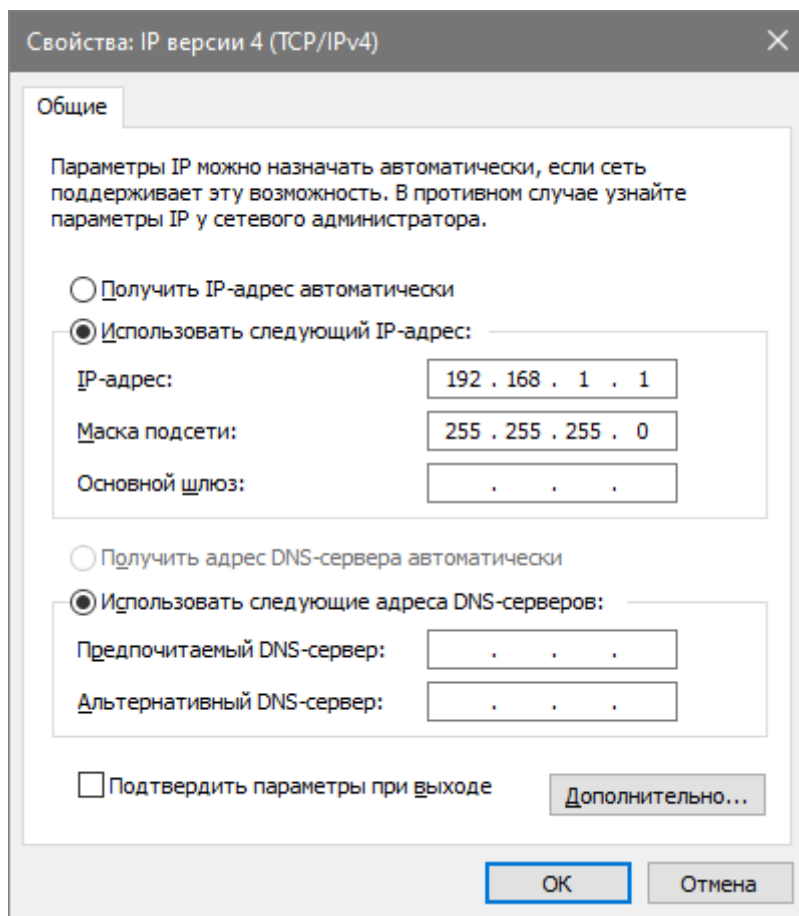 Свойства: IP версии 4 (TCP/IPv4)
Общие
Параметры IP можно назначать автоматически, если сеть
поддерживает эту возможность. В противном случае узнайте
параметры IP у сетевого администратора.
Получить IP-адрес автоматически
Использовать следующий IP-адрес:
IP-адрес: 192 . 168 . 1 . 1
Маска подсети: 255 . 255 . 255 . 0
Основной шлюз: . . .
Получить адрес DNS-сервера автоматически
Использовать следующие адреса DNS-серверов:
Предпочитаемый DNS-сервер: . . .
Альтернативный DNS-сервер: . . .
Подтвердить параметры при выходе Дополнительно...
ОК Отмена